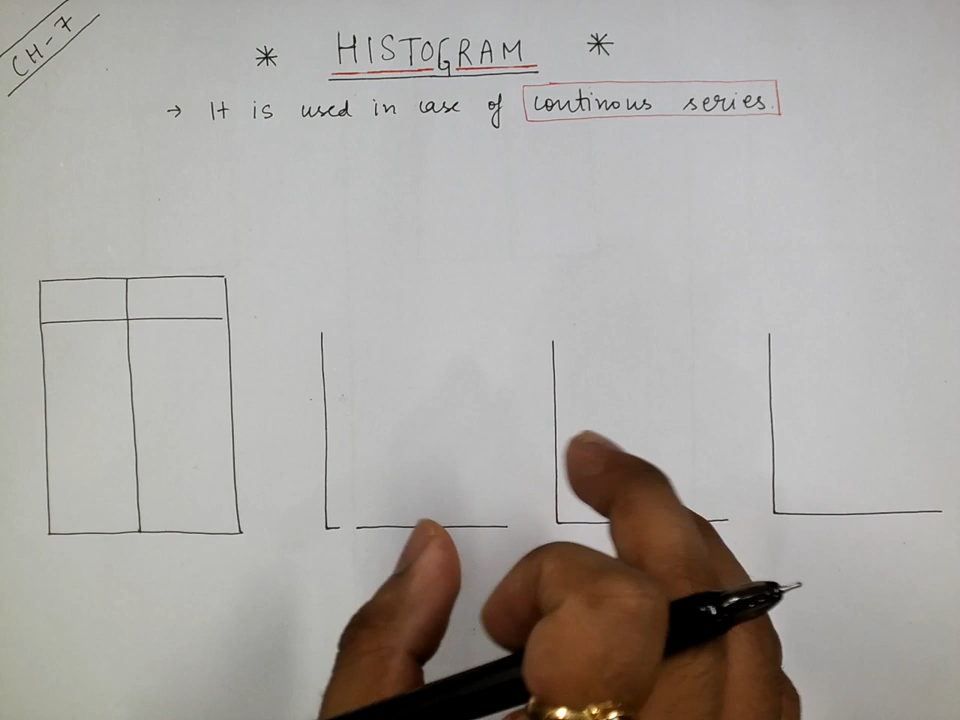 CH-7
* HISTOGRAM *
→ It is used in case of continous series.